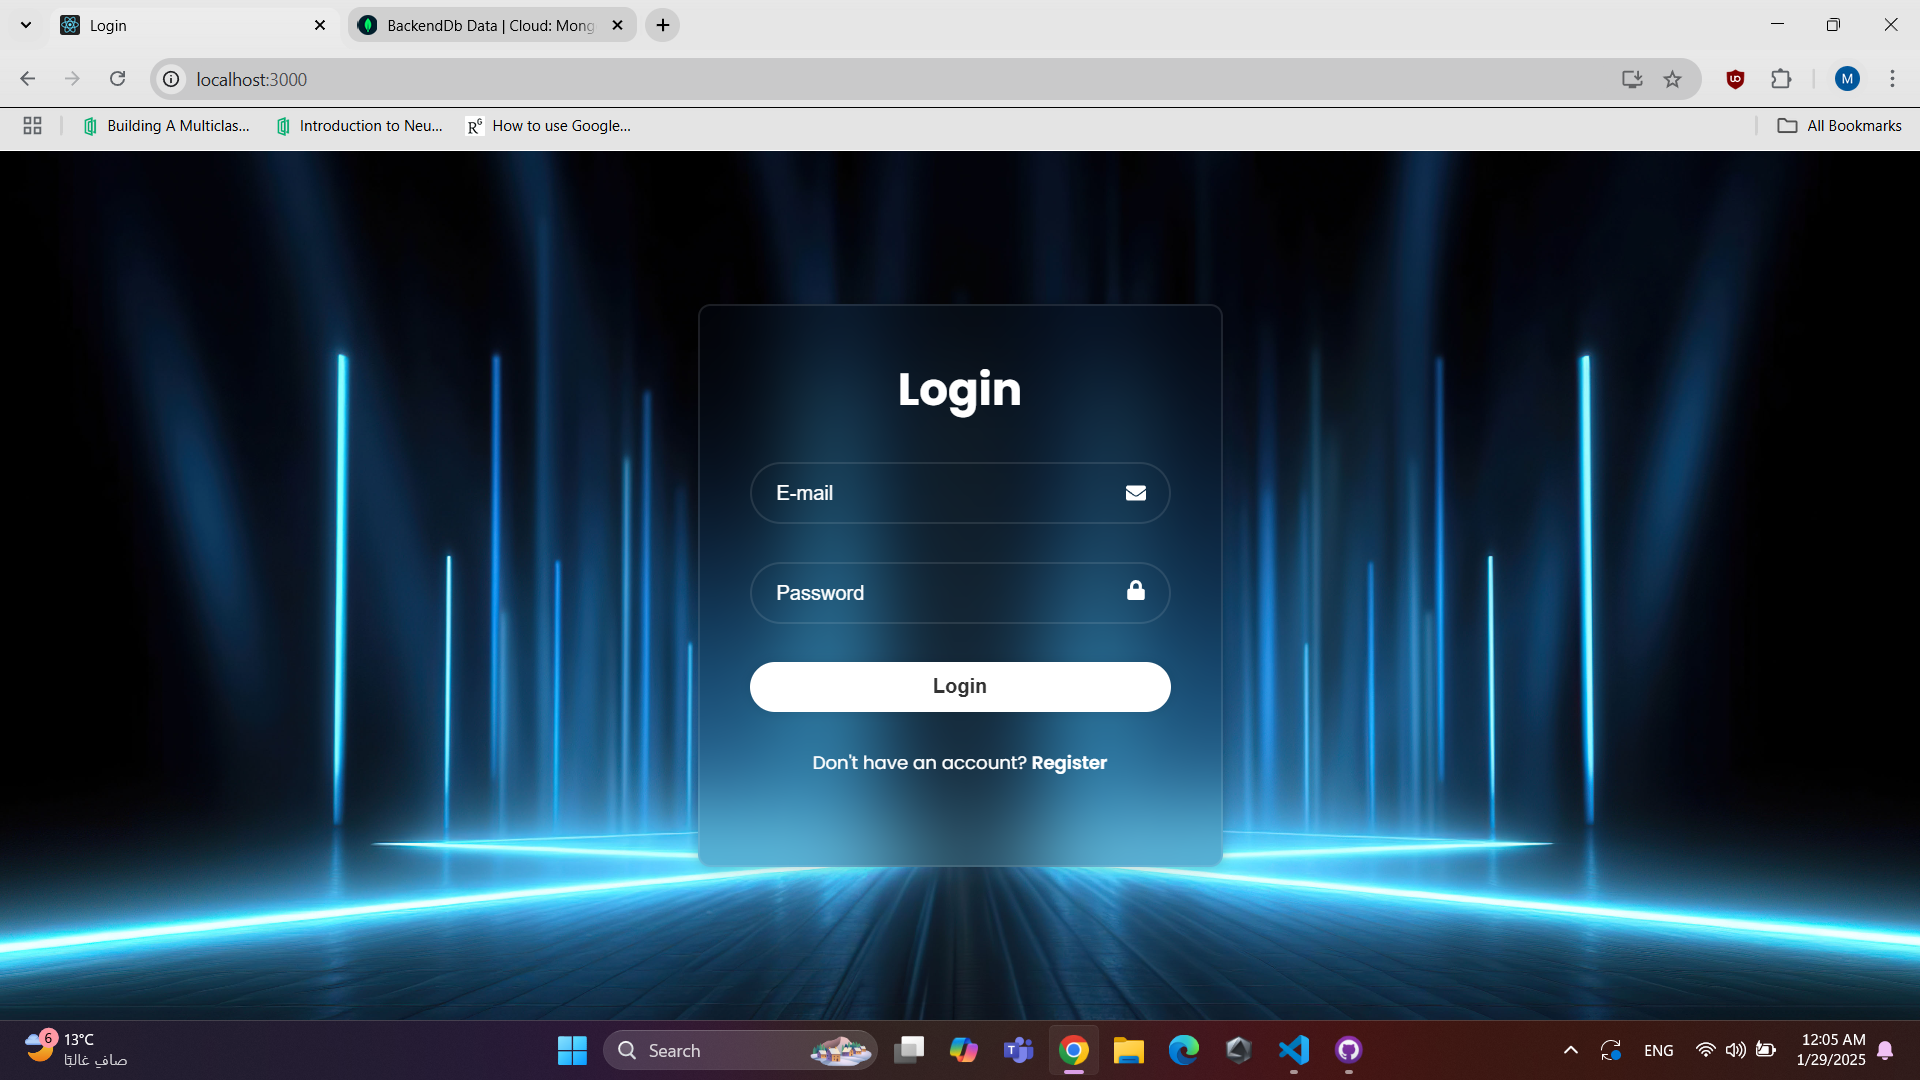 Login
BackendDb Data | Cloud: Mong
localhost:3000
M
Building A Multiclas...
Introduction to Neu...
How to use Google...
All Bookmarks
Login
E-mail
Password
Login
Don't have an account? Register
6
13°C
صافٍ غالبًا
Search
ENG
12:05 AM
1/29/2025